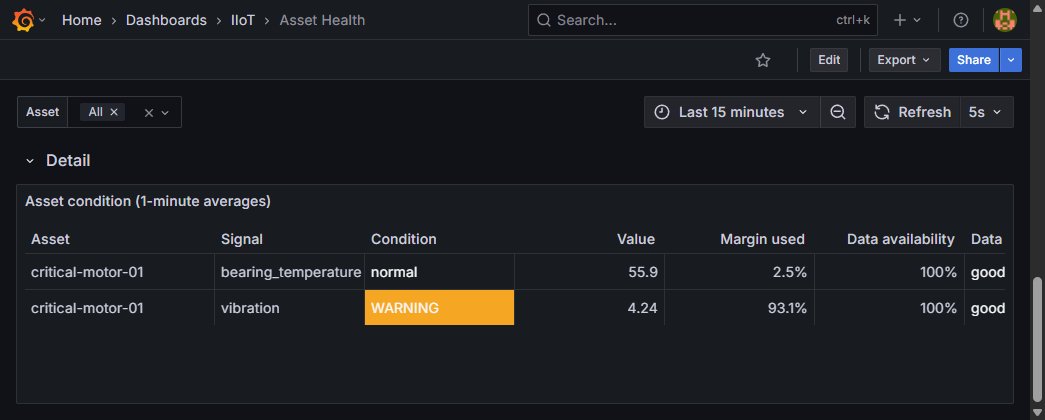 Home > Dashboards > IIoT > Asset Health
Search... ctrl+k
Edit Export Share
Asset All Last 15 minutes Refresh 5s
Detail
Asset condition (1-minute averages)
Asset Signal Condition Value Margin used Data availability Data
critical-motor-01 bearing_temperature normal 55.9 2.5% 100% good
critical-motor-01 vibration WARNING 4.24 93.1% 100% good